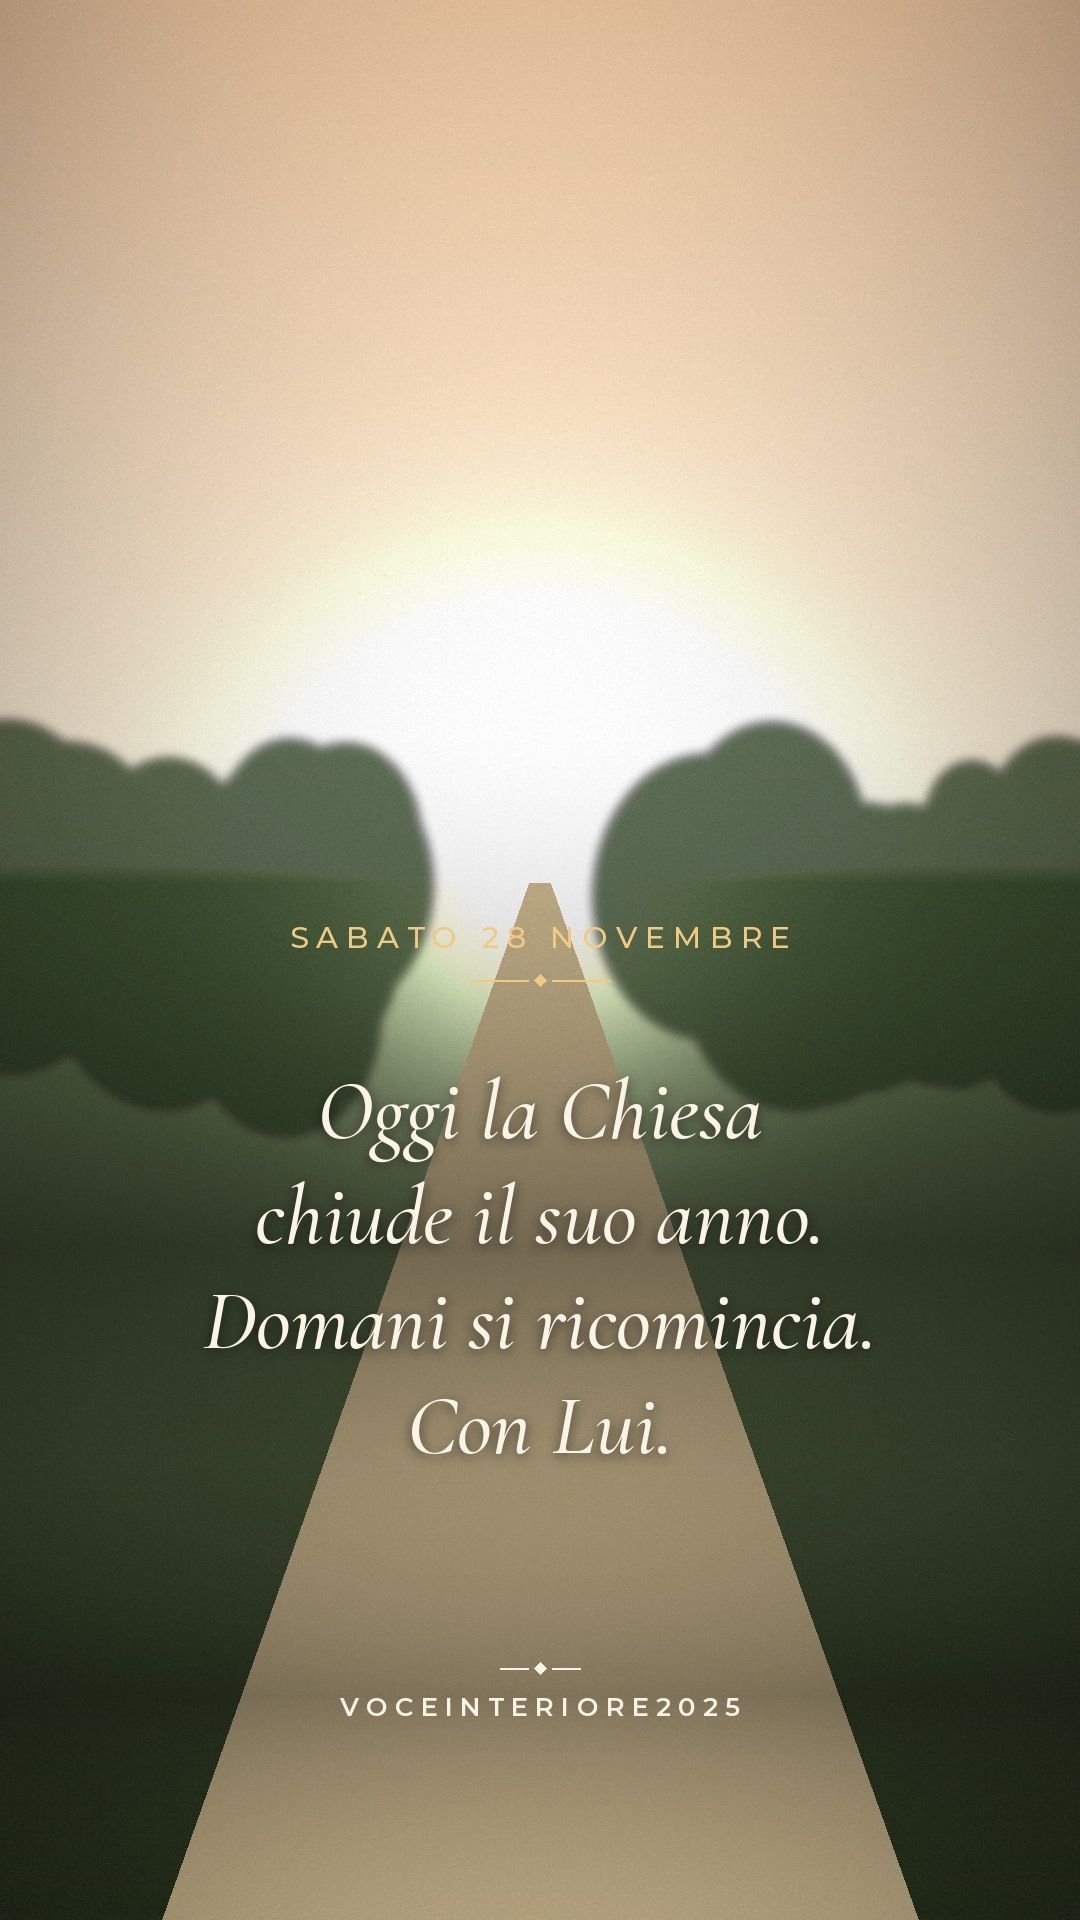 SABATO 28 NOVEMBRE
Oggi la Chiesa
chiude il suo anno.
Domani si ricomincia.
Con Lui.
VOCEINTERIORE2025